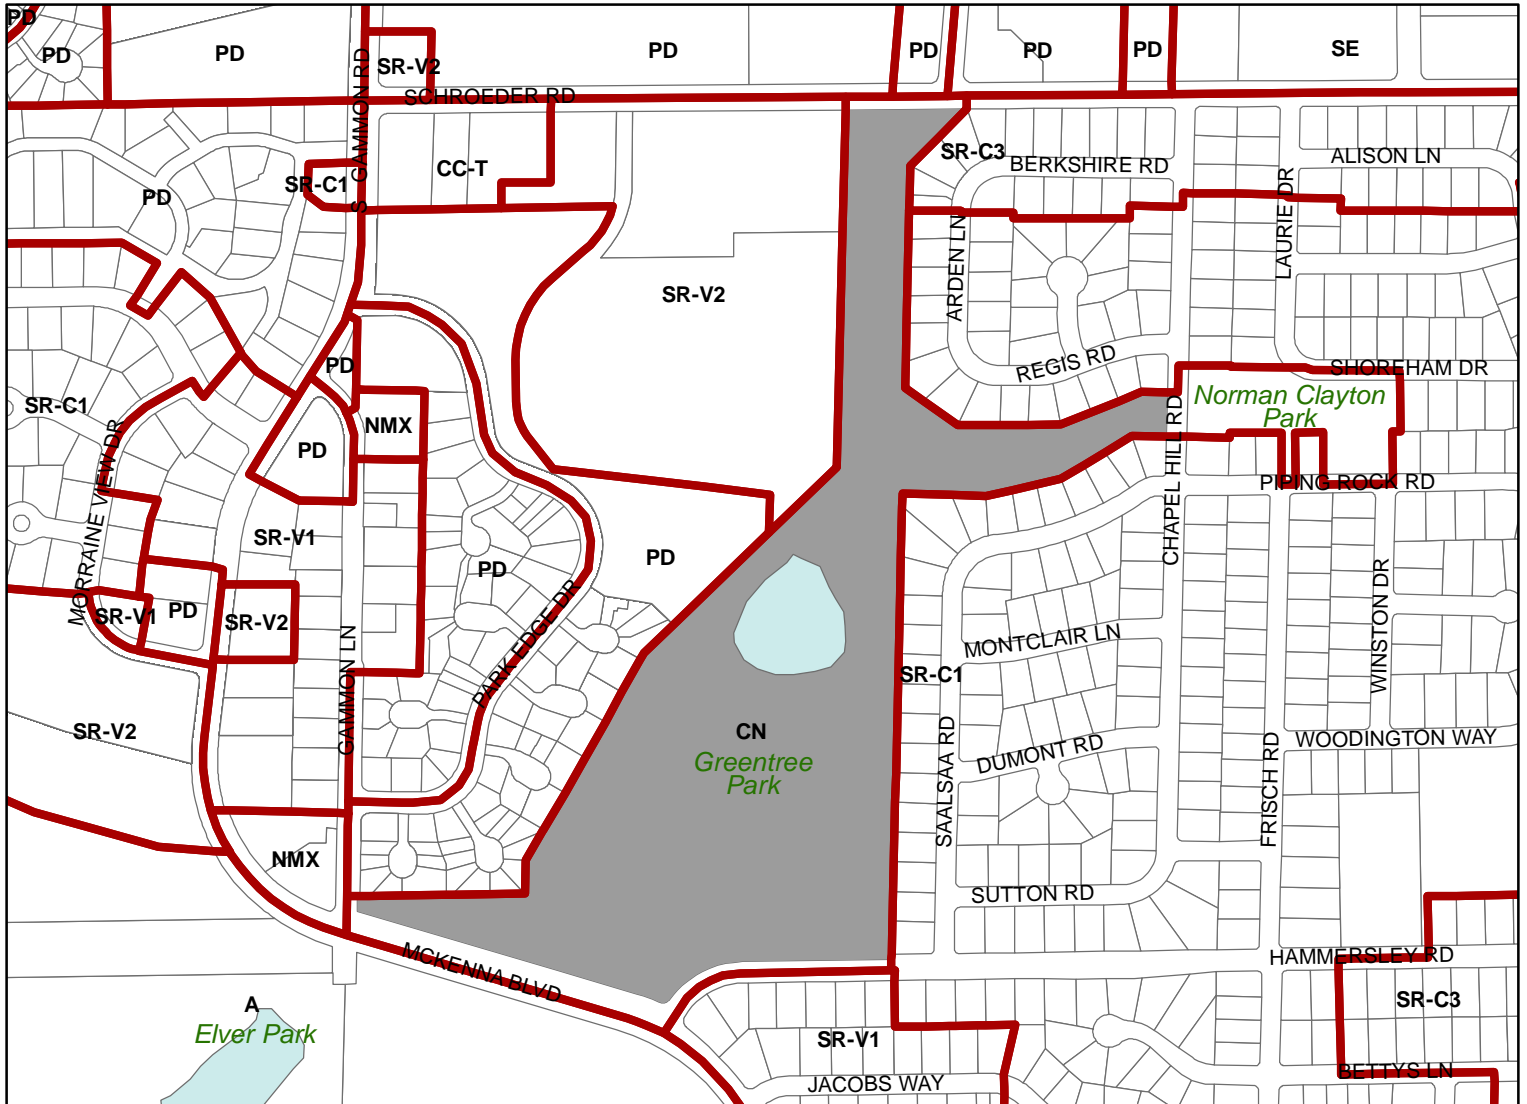 PD
PD
PD
SR-V2
PD
PD
PD
PD
SE
SCHROEDER RD
S GAMMON RD
CC-T
SR-C1
PD
SR-C3
BERKSHIRE RD
ALISON LN
LAURIE DR
ARDEN LN
SR-V2
REGIS RD
SHOREHAM DR
Norman Clayton
Park
PD
SR-C1
NMX
PD
MORRAINE VIEW DR
CHAPEL HILL RD
PIPING ROCK RD
SR-V1
PD
PD
PARK EDGE DR
SR-V1
PD
SR-V2
GAMMON LN
MONTCLAIR LN
WINSTON DR
SR-C1
SR-V2
CN
Greentree
Park
SAALSAA RD
DUMONT RD
FRISCH RD
WOODINGTON WAY
NMX
SUTTON RD
MCKENNA BLVD
HAMMERSLEY RD
SR-C3
A
Elver Park
SR-V1
JACOBS WAY
BETTYS LN